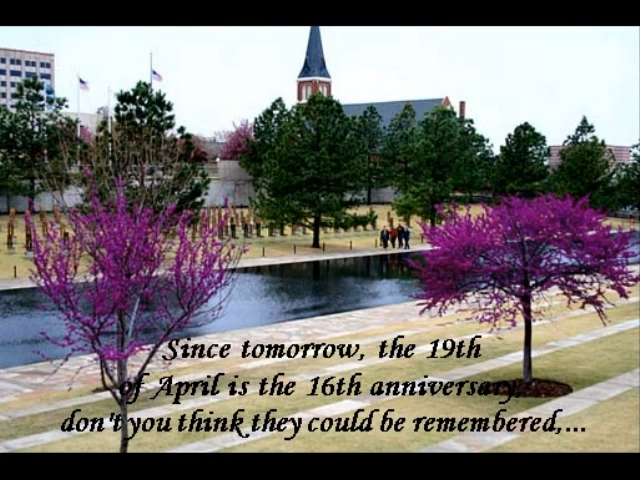 Since tomorrow, the 19th
of April is the 16th anniversary,
don't you think they could be remembered,...